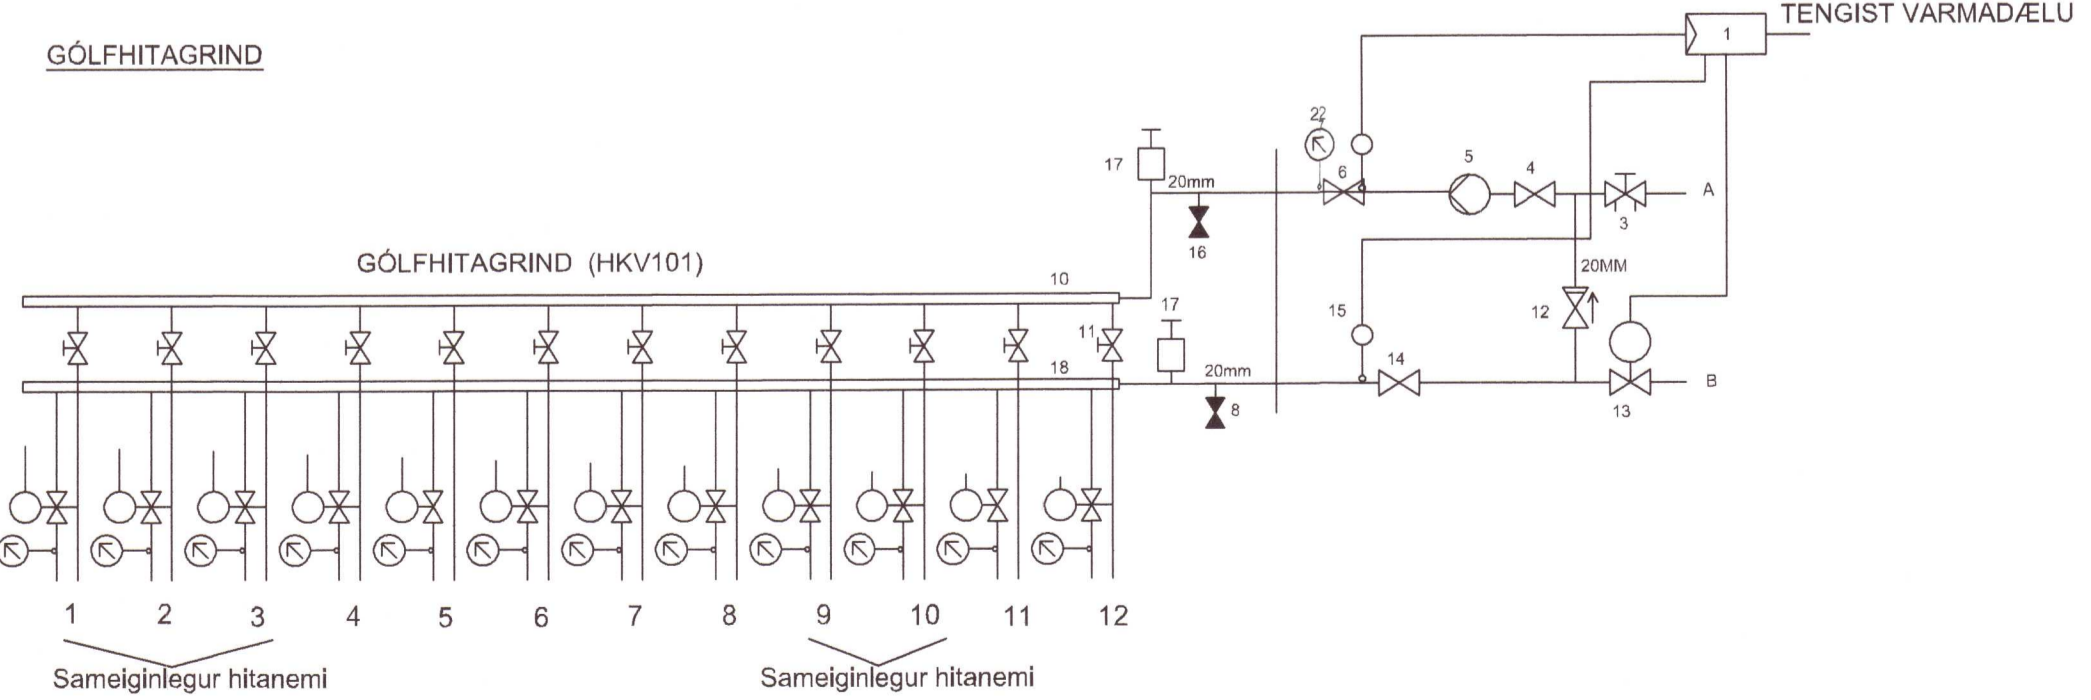 TENGIST VARMADÆLU
1
GÓLFHITAGRIND
22
17
20mm
6
5
4
A
3
16
GÓLFHITAGRIND (HKV101)
10
20MM
17
15
12
11
14
18
20mm
B
8
13
1 2 3 4 5 6 7 8 9 10 11 12
Sameiginlegur hitanemi
Sameiginlegur hitanemi